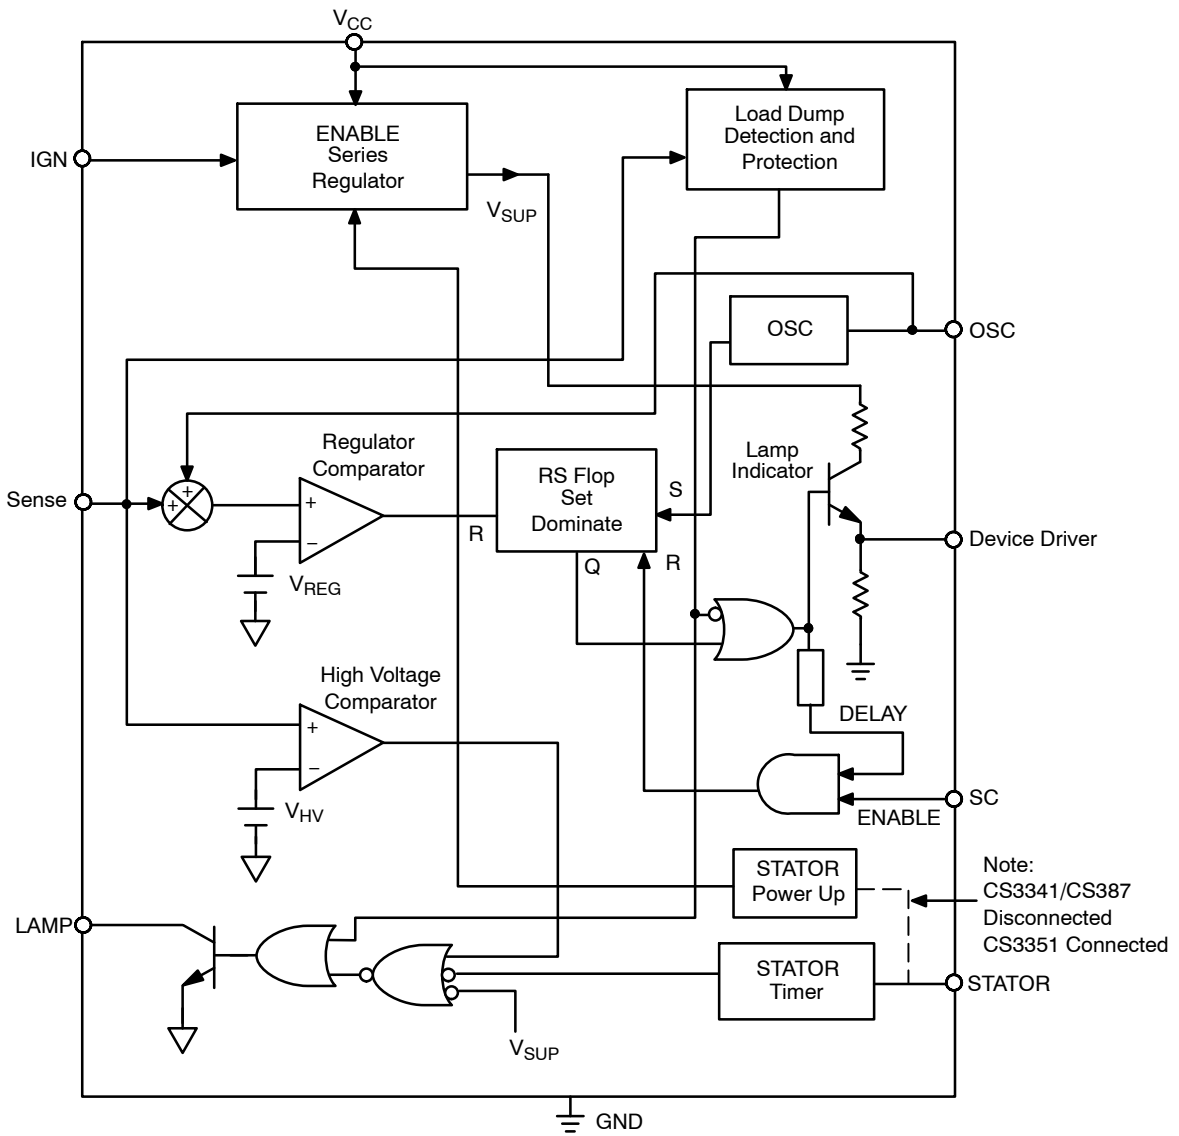 VCC
IGN
ENABLE
Series
Regulator
VSUP
Load Dump
Detection and
Protection
OSC
OSC
Regulator
Comparator
Lamp
Indicator
RS Flop
Set
Dominate
S
R
Q
R
Sense
+
+
+
−
VREG
Device Driver
High Voltage
Comparator
+
−
VHV
DELAY
SC
ENABLE
STATOR
Power Up
Note:
CS3341/CS387
Disconnected
CS3351 Connected
LAMP
STATOR
Timer
STATOR
VSUP
GND